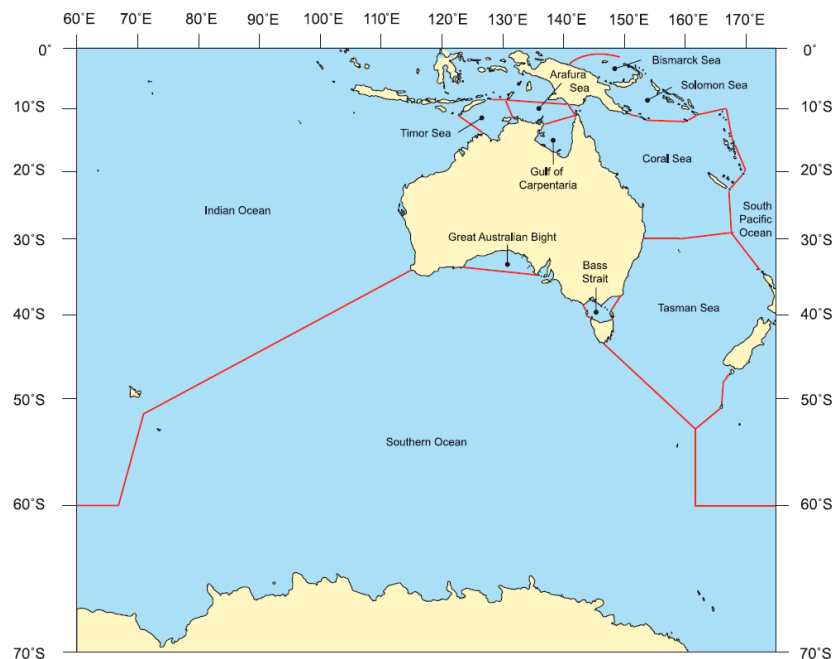 60˚E 70˚E 80˚E 90˚E 100˚E 110˚E 120˚E 130˚E 140˚E 150˚E 160˚E 170˚E
0˚ 0˚
Bismarck Sea
Arafura
Sea
Solomon Sea
10˚S 10˚S
Timor Sea
Coral Sea
Gulf of
Carpentaria
20˚S 20˚S
Indian Ocean
South
Pacific
Ocean
Great Australian Bight
30˚S 30˚S
Bass
Strait
Tasman Sea
40˚S 40˚S
50˚S 50˚S
Southern Ocean
60˚S 60˚S
70˚S 70˚S